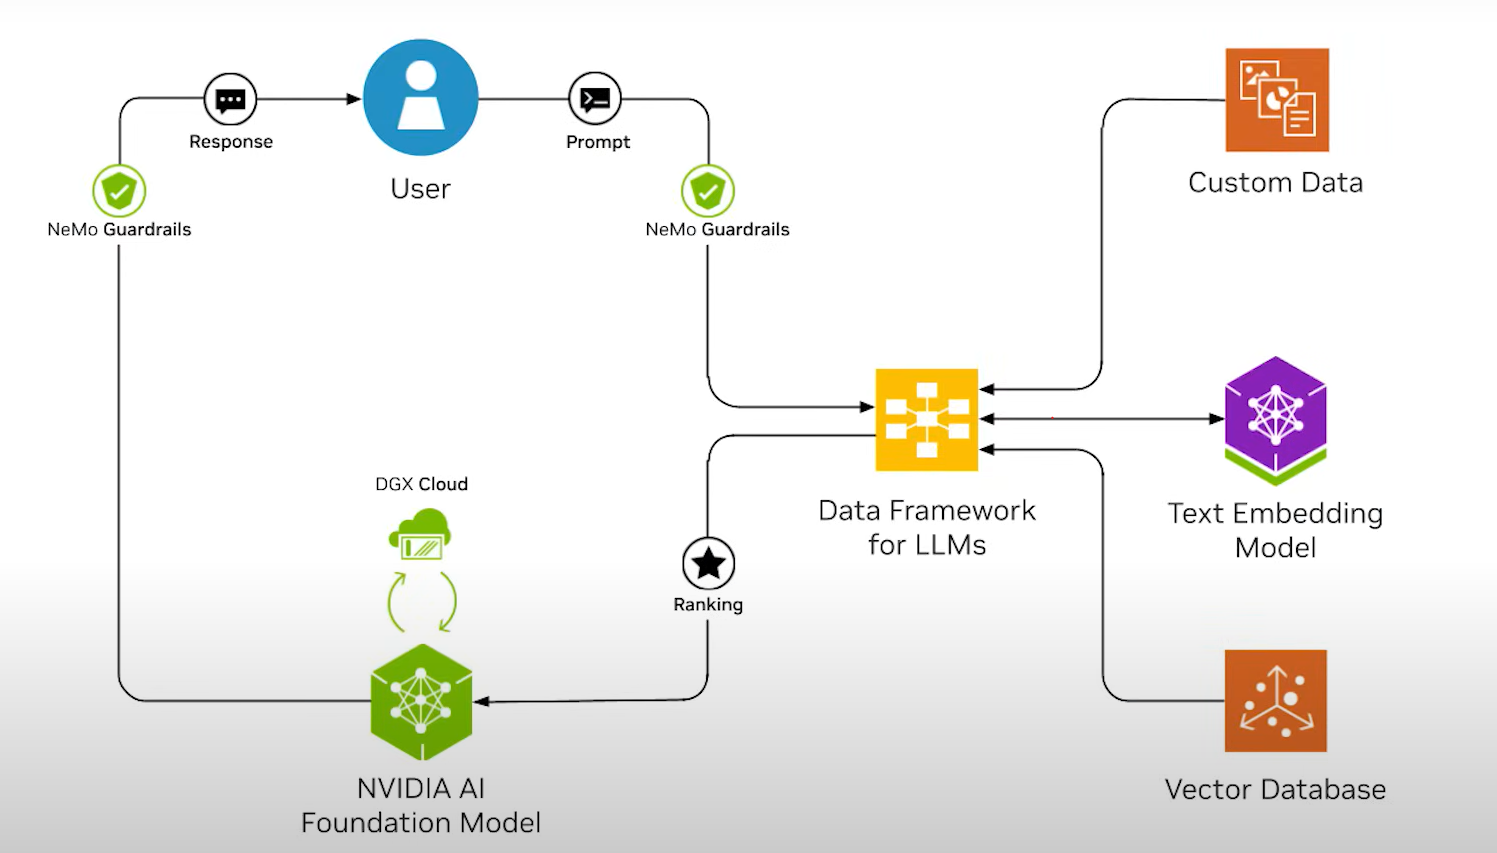 Response
Prompt
User
Custom Data
NeMo Guardrails
NeMo Guardrails
DGX Cloud
Data Framework
for LLMs
Text Embedding
Model
Ranking
NVIDIA AI
Foundation Model
Vector Database